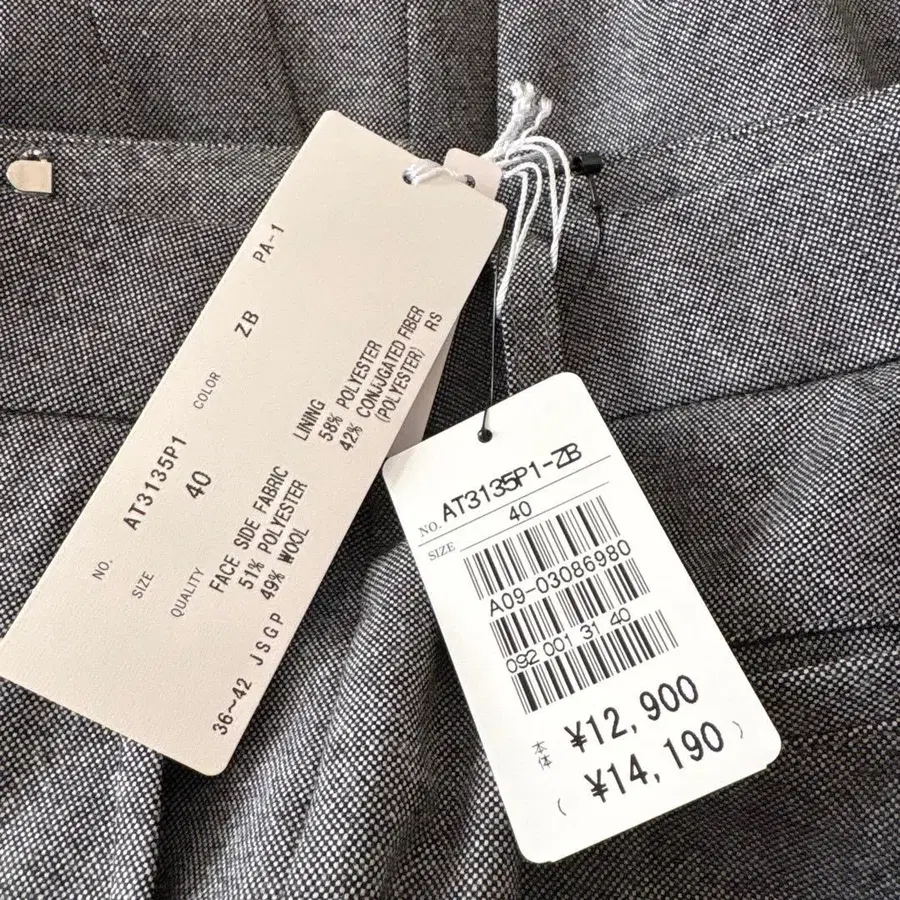 NO. AT3135P1 COLOR ZB PA-1
SIZE 40
QUALITY
FACE SIDE FABRIC
51% POLYESTER
49% WOOL
LINING
58% POLYESTER
42% CONJUGATED FIBER
(POLYESTER) RS
36~42 JSGP
NO. AT3135P1-ZB
SIZE 40
A09-03086980
092 001 31 40
本体 ¥12,900
( ¥14,190 )